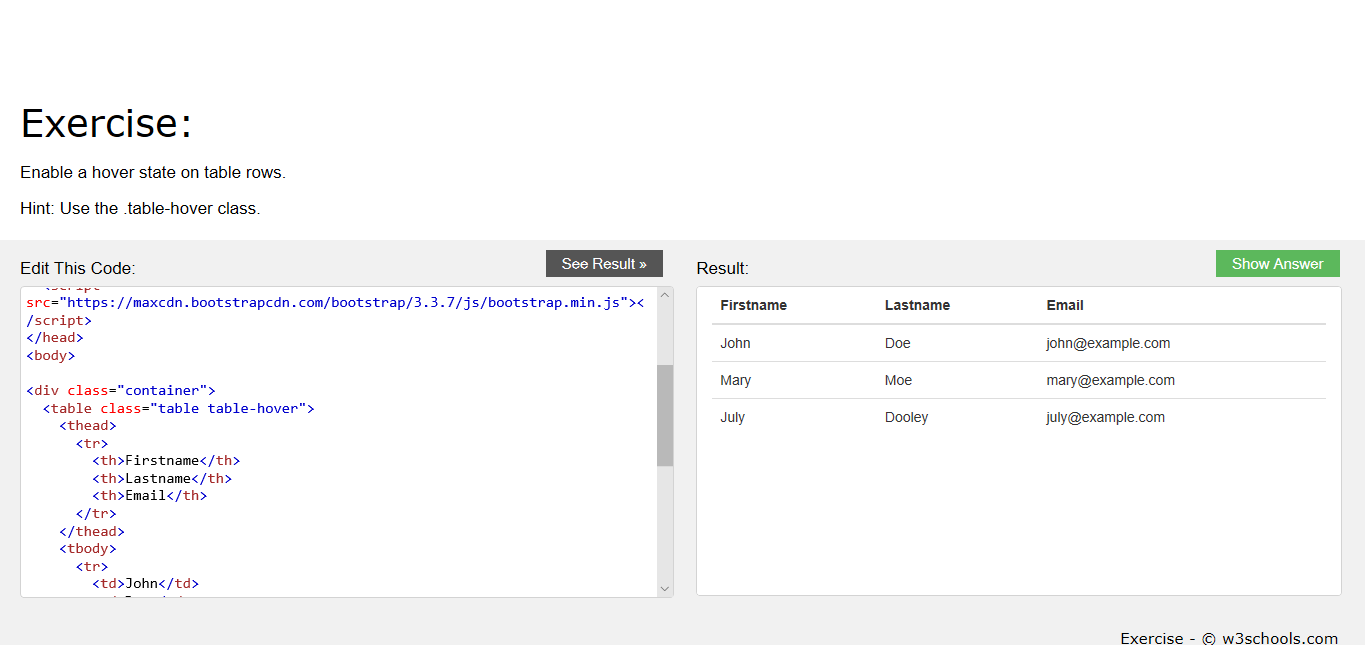 Exercise:
Enable a hover state on table rows.
Hint: Use the .table-hover class.
Edit This Code:
See Result »
src="https://maxcdn.bootstrapcdn.com/bootstrap/3.3.7/js/bootstrap.min.js"><
/script>
</head>
<body>
<div class="container">
<table class="table table-hover">
<thead>
<tr>
<th>Firstname</th>
<th>Lastname</th>
<th>Email</th>
</tr>
</thead>
<tbody>
<tr>
<td>John</td>
Result:
Show Answer
Firstname Lastname Email
John Doe john@example.com
Mary Moe mary@example.com
July Dooley july@example.com
Exercise - © w3schools.com